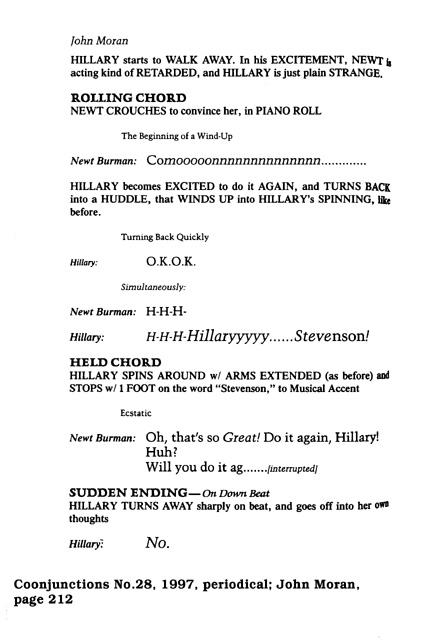 John Moran
HILLARY starts to WALK AWAY. In his EXCITEMENT, NEWT is
acting kind of RETARDED, and HILLARY is just plain STRANGE.
ROLLING CHORD
NEWT CROUCHES to convince her, in PIANO ROLL
The Beginning of a Wind-Up
Newt Burman: Comooooonnnnnnnnnnnnnn.............
HILLARY becomes EXCITED to do it AGAIN, and TURNS BACK
into a HUDDLE, that WINDS UP into HILLARY's SPINNING, like
before.
Turning Back Quickly
Hillary: O.K.O.K.
Simultaneously:
Newt Burman: H-H-H-
Hillary: H-H-H-Hillaryyyyy......Stevenson!
HELD CHORD
HILLARY SPINS AROUND w/ ARMS EXTENDED (as before) and
STOPS w/ 1 FOOT on the word "Stevenson," to Musical Accent
Ecstatic
Newt Burman: Oh, that's so Great! Do it again, Hillary!
Huh?
Will you do it ag.......[interrupted]
SUDDEN ENDING—On Down Beat
HILLARY TURNS AWAY sharply on beat, and goes off into her own
thoughts
Hillary: No.
Coonjunctions No.28, 1997, periodical; John Moran,
page 212